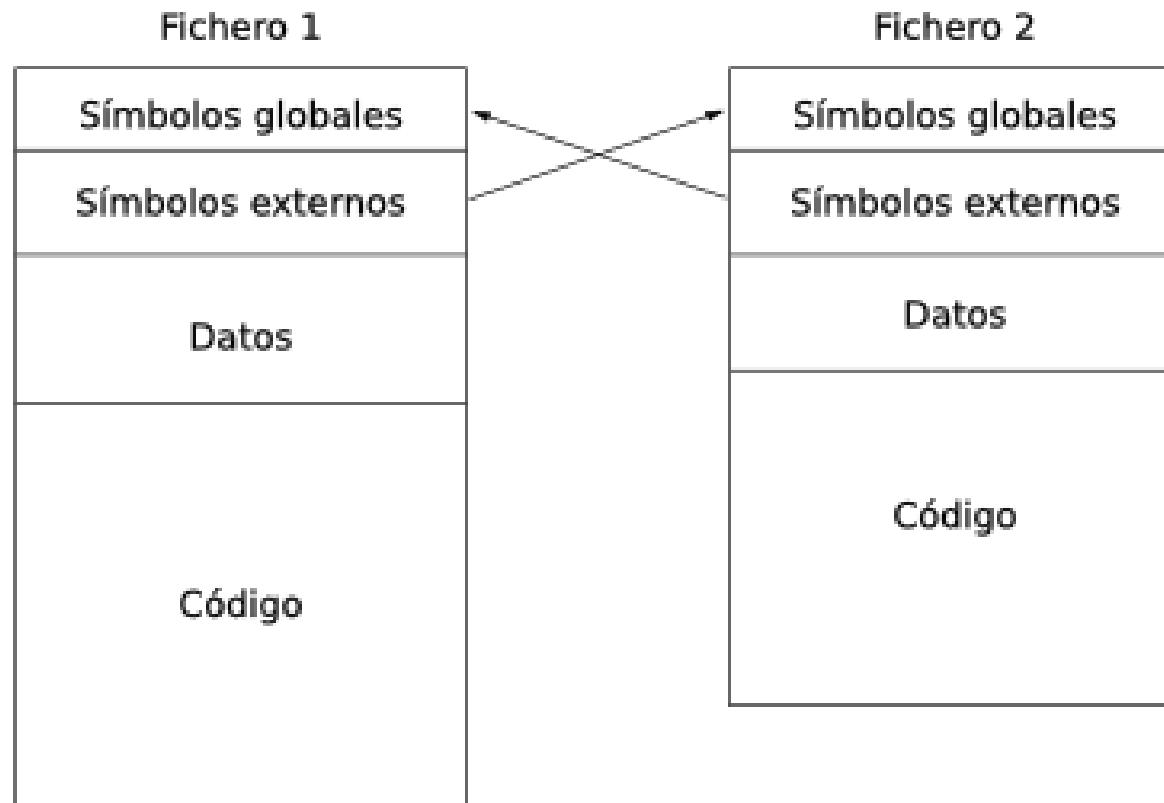 Fichero 1
Símbolos globales
Símbolos externos
Datos
Código
Fichero 2
Símbolos globales
Símbolos externos
Datos
Código